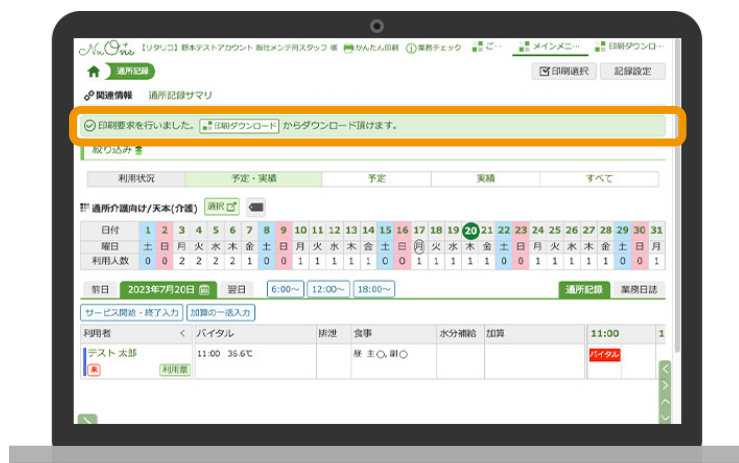 NuOne 【リタリコ】野木テストアカウント 販社メンテ用スタッフ 様 かんたん印刷 業務チェック ご… メインメニ… 印刷ダウンロ…
通所記録 印刷選択 記録設定
関連情報 通所記録サマリ
印刷要求を行いました。 印刷ダウンロード からダウンロード頂けます。
絞り込み
利用状況 予定・実績 予定 実績 すべて
通所介護向け/天本(介護) 選択
日付 1 2 3 4 5 6 7 8 9 10 11 12 13 14 15 16 17 18 19 20 21 22 23 24 25 26 27 28 29 30 31
曜日 土 日 月 火 水 木 金 土 日 月 火 水 木 金 土 日 月 火 水 木 金 土 日 月 火 水 木 金 土 日 月
利用人数 0 0 2 2 2 2 1 0 0 1 1 1 1 1 0 0 1 1 1 1 1 0 0 1 1 1 1 1 0 0 1
前日 2023年7月20日 翌日 6:00～ 12:00～ 18:00～ 通所記録 業務日誌
サービス開始・終了入力 加算の一括入力
利用者 < バイタル 排泄 食事 水分補給 加算 11:00 1
テスト 太郎 11:00 36.6℃ 昼 主○, 副○ バイタル
未 利用票